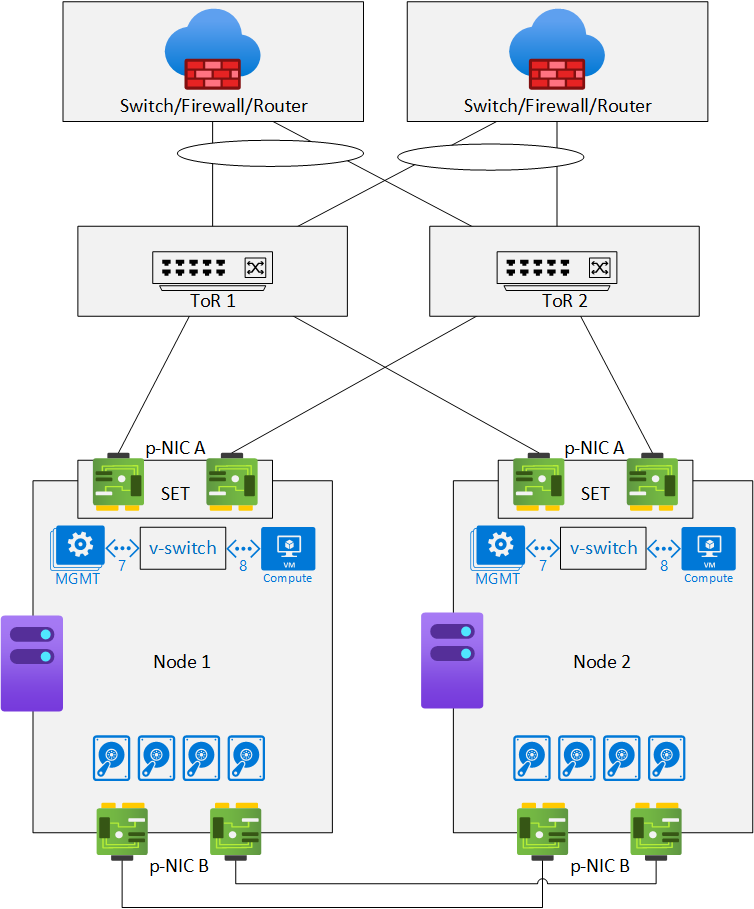 Switch/Firewall/Router
Switch/Firewall/Router
ToR 1
ToR 2
p-NIC A
p-NIC A
SET
SET
v-switch
v-switch
7
8
7
8
VM
VM
MGMT
Compute
MGMT
Compute
Node 1
Node 2
p-NIC B
p-NIC B